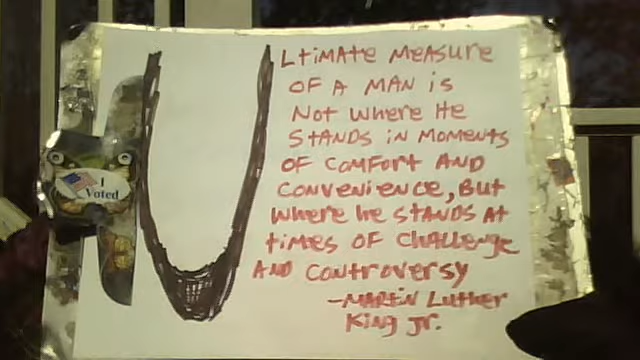 ULtimate measure
of a man is
Not where He
stands in moments
of comfort and
convenience, but
where he stands at
times of challenge
and controversy
-Martin Luther
King Jr.
I
Voted